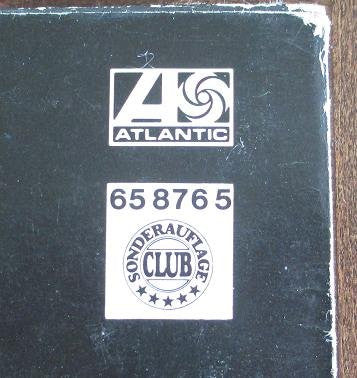 ATLANTIC
65 876 5
SONDERAUFLAGE
CLUB